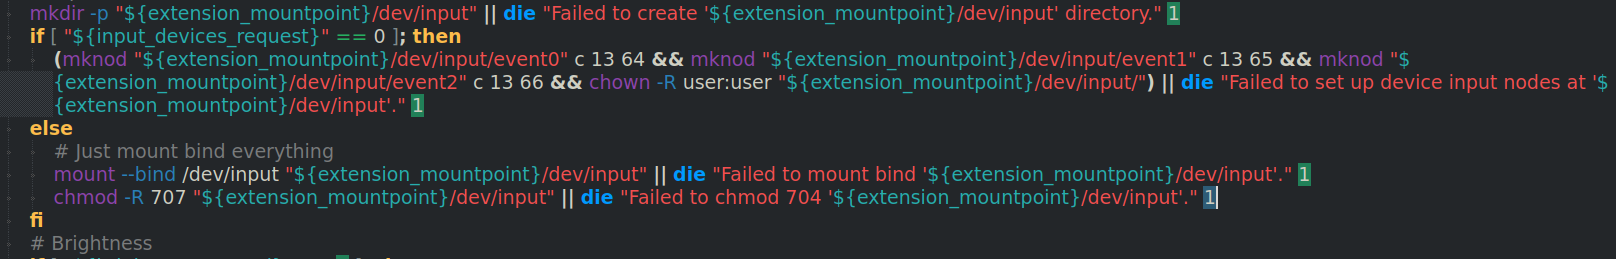 mkdir -p "${extension_mountpoint}/dev/input" || die "Failed to create '${extension_mountpoint}/dev/input' directory." 1
if [ "${input_devices_request}" == 0 ]; then
(mknod "${extension_mountpoint}/dev/input/event0" c 13 64 && mknod "${extension_mountpoint}/dev/input/event1" c 13 65 && mknod "$
{extension_mountpoint}/dev/input/event2" c 13 66 && chown -R user:user "${extension_mountpoint}/dev/input/") || die "Failed to set up device input nodes at '$
{extension_mountpoint}/dev/input'." 1
else
# Just mount bind everything
mount --bind /dev/input "${extension_mountpoint}/dev/input" || die "Failed to mount bind '${extension_mountpoint}/dev/input'." 1
chmod -R 707 "${extension_mountpoint}/dev/input" || die "Failed to chmod 704 '${extension_mountpoint}/dev/input'." 1
fi
# Brightness